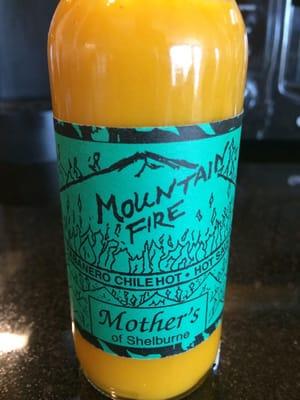 MOUNTAIN
FIRE
CHILE HOT • HOT
Mother's
of Shelburne